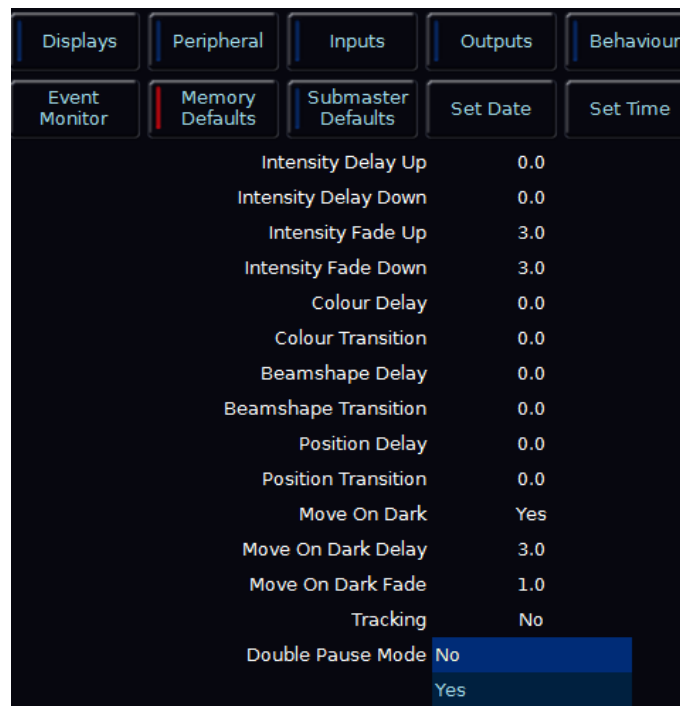 Displays Peripheral Inputs Outputs Behaviour
Event Monitor Memory Defaults Submaster Defaults Set Date Set Time
Intensity Delay Up 0.0
Intensity Delay Down 0.0
Intensity Fade Up 3.0
Intensity Fade Down 3.0
Colour Delay 0.0
Colour Transition 0.0
Beamshape Delay 0.0
Beamshape Transition 0.0
Position Delay 0.0
Position Transition 0.0
Move On Dark Yes
Move On Dark Delay 3.0
Move On Dark Fade 1.0
Tracking No
Double Pause Mode No
Yes